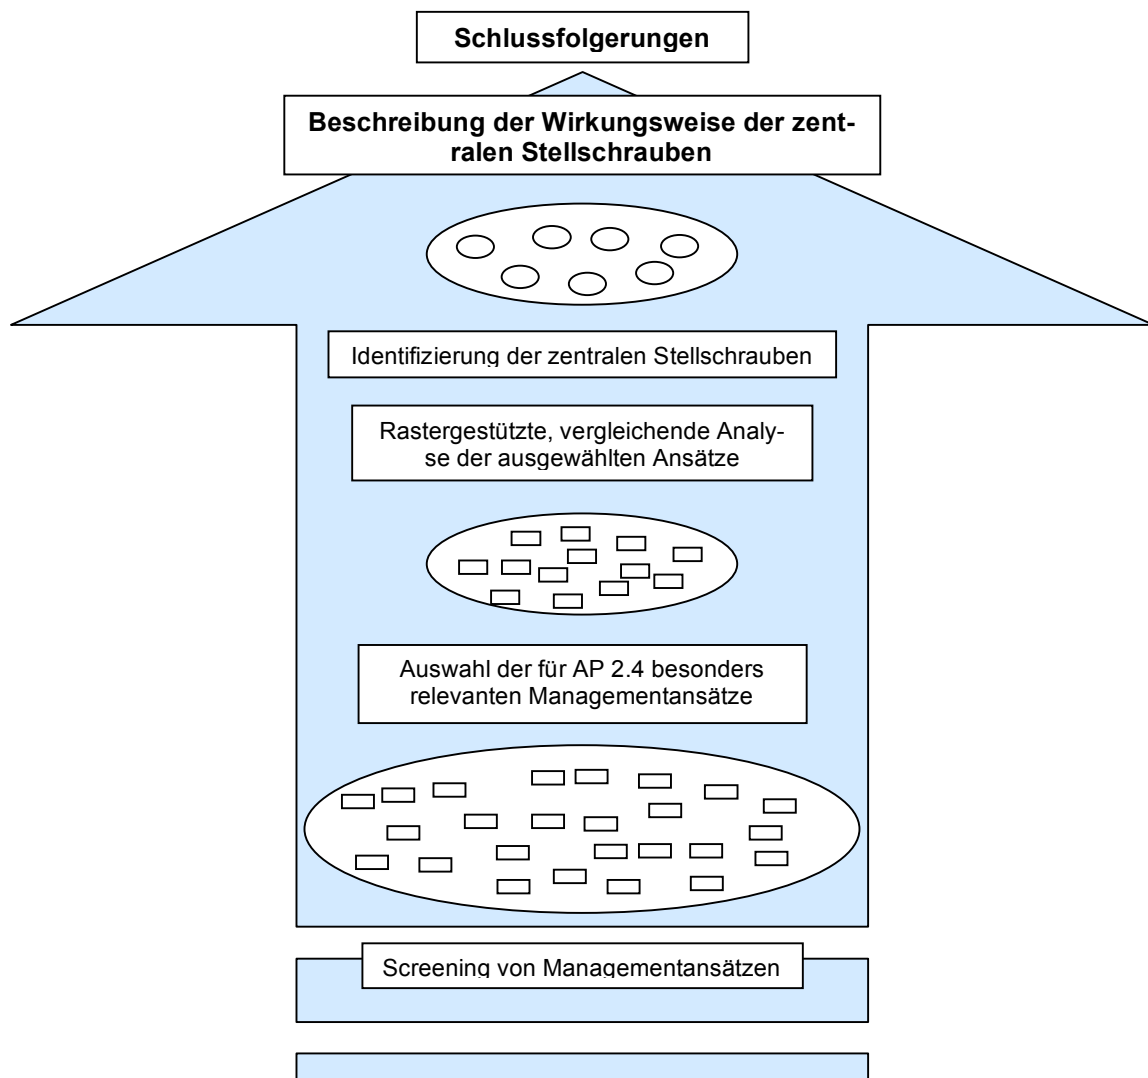 Schlussfolgerungen
Beschreibung der Wirkungsweise der zent-
ralen Stellschrauben
Identifizierung der zentralen Stellschrauben
Rastergestützte, vergleichende Analy-
se der ausgewählten Ansätze
Auswahl der für AP 2.4 besonders
relevanten Managementansätze
Screening von Managementansätzen